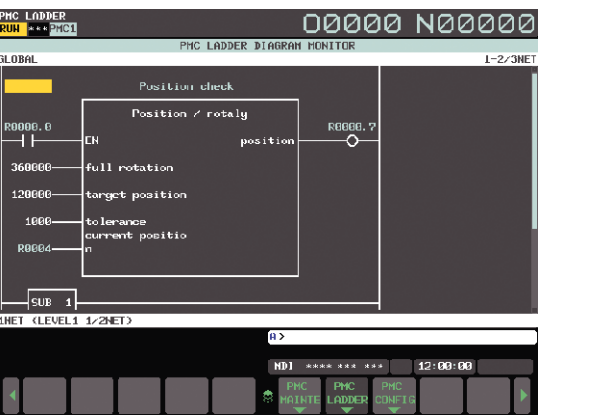 PMC LADDER
RUN ***PMC1
O0000 N00000
PMC LADDER DIAGRAM MONITOR
GLOBAL 1-2/3NET
Position check
Position / rotaly
R0000.0 R0000.7
EN position
360000 full rotation
120000 target position
1000 tolerance
current positio
R0004 n
SUB 1
1NET (LEVEL1 1/2NET)
A>
MDI **** *** *** 12:00:00
PMC PMC PMC
MAINTE LADDER CONFIG